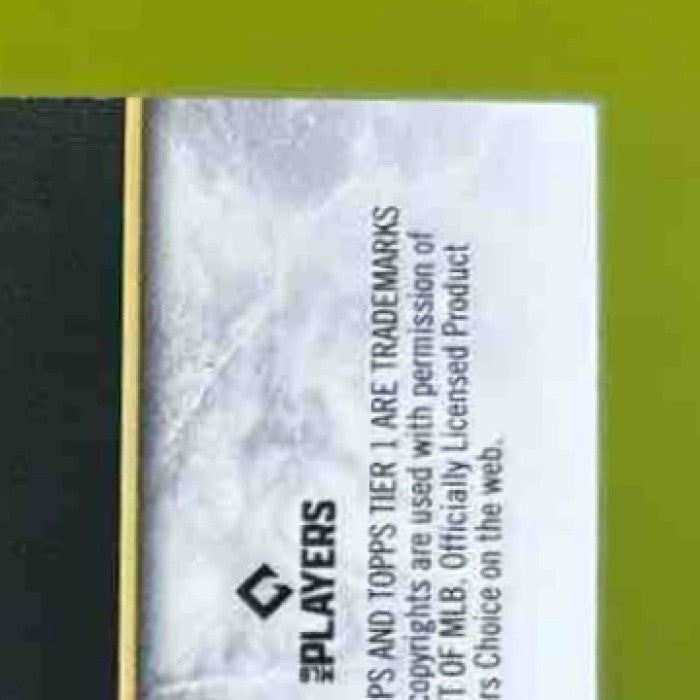 PLAYERS
PS AND TOPPS TIER 1 ARE TRADEMARKS
copyrights are used with permission of
T OF MLB. Officially Licensed Product
rs Choice on the web.